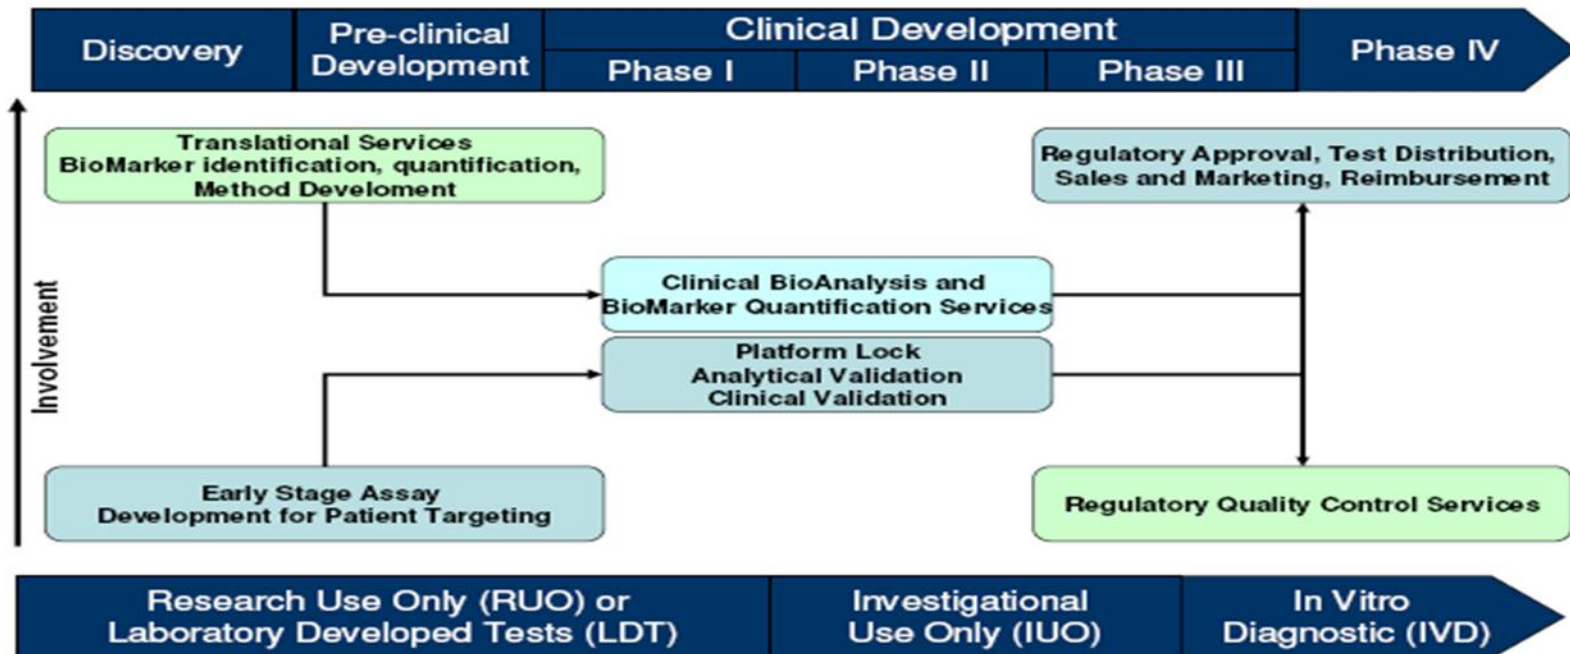 Discovery
Pre-clinical
Development
Clinical Development
Phase I
Phase II
Phase III
Phase IV
Involvement
Translational Services
BioMarker identification, quantification,
Method Develoment
Regulatory Approval, Test Distribution,
Sales and Marketing, Reimbursement
Clinical BioAnalysis and
BioMarker Quantification Services
Platform Lock
Analytical Validation
Clinical Validation
Early Stage Assay
Development for Patient Targeting
Regulatory Quality Control Services
Research Use Only (RUO) or
Laboratory Developed Tests (LDT)
Investigational
Use Only (IUO)
In Vitro
Diagnostic (IVD)